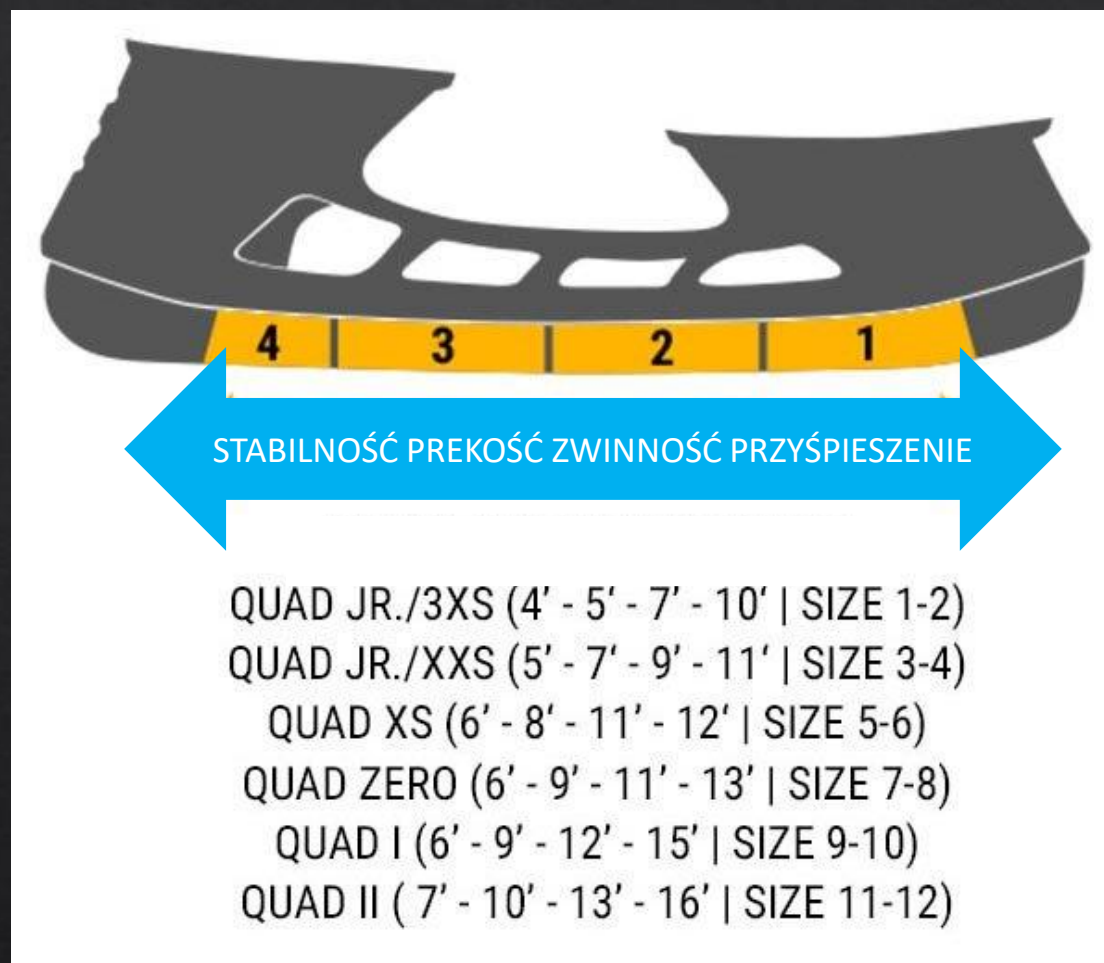 4 3 2 1
STABILNOŚĆ PREKOŚĆ ZWINNOŚĆ PRZYŚPIESZENIE
QUAD JR./3XS (4’ - 5‘ - 7’ - 10‘ | SIZE 1-2)
QUAD JR./XXS (5’ - 7‘ - 9’ - 11‘ | SIZE 3-4)
QUAD XS (6’ - 8‘ - 11’ - 12‘ | SIZE 5-6)
QUAD ZERO (6’ - 9‘ - 11’ - 13’ | SIZE 7-8)
QUAD I (6’ - 9’ - 12’ - 15’ | SIZE 9-10)
QUAD II ( 7’ - 10’ - 13’ - 16’ | SIZE 11-12)